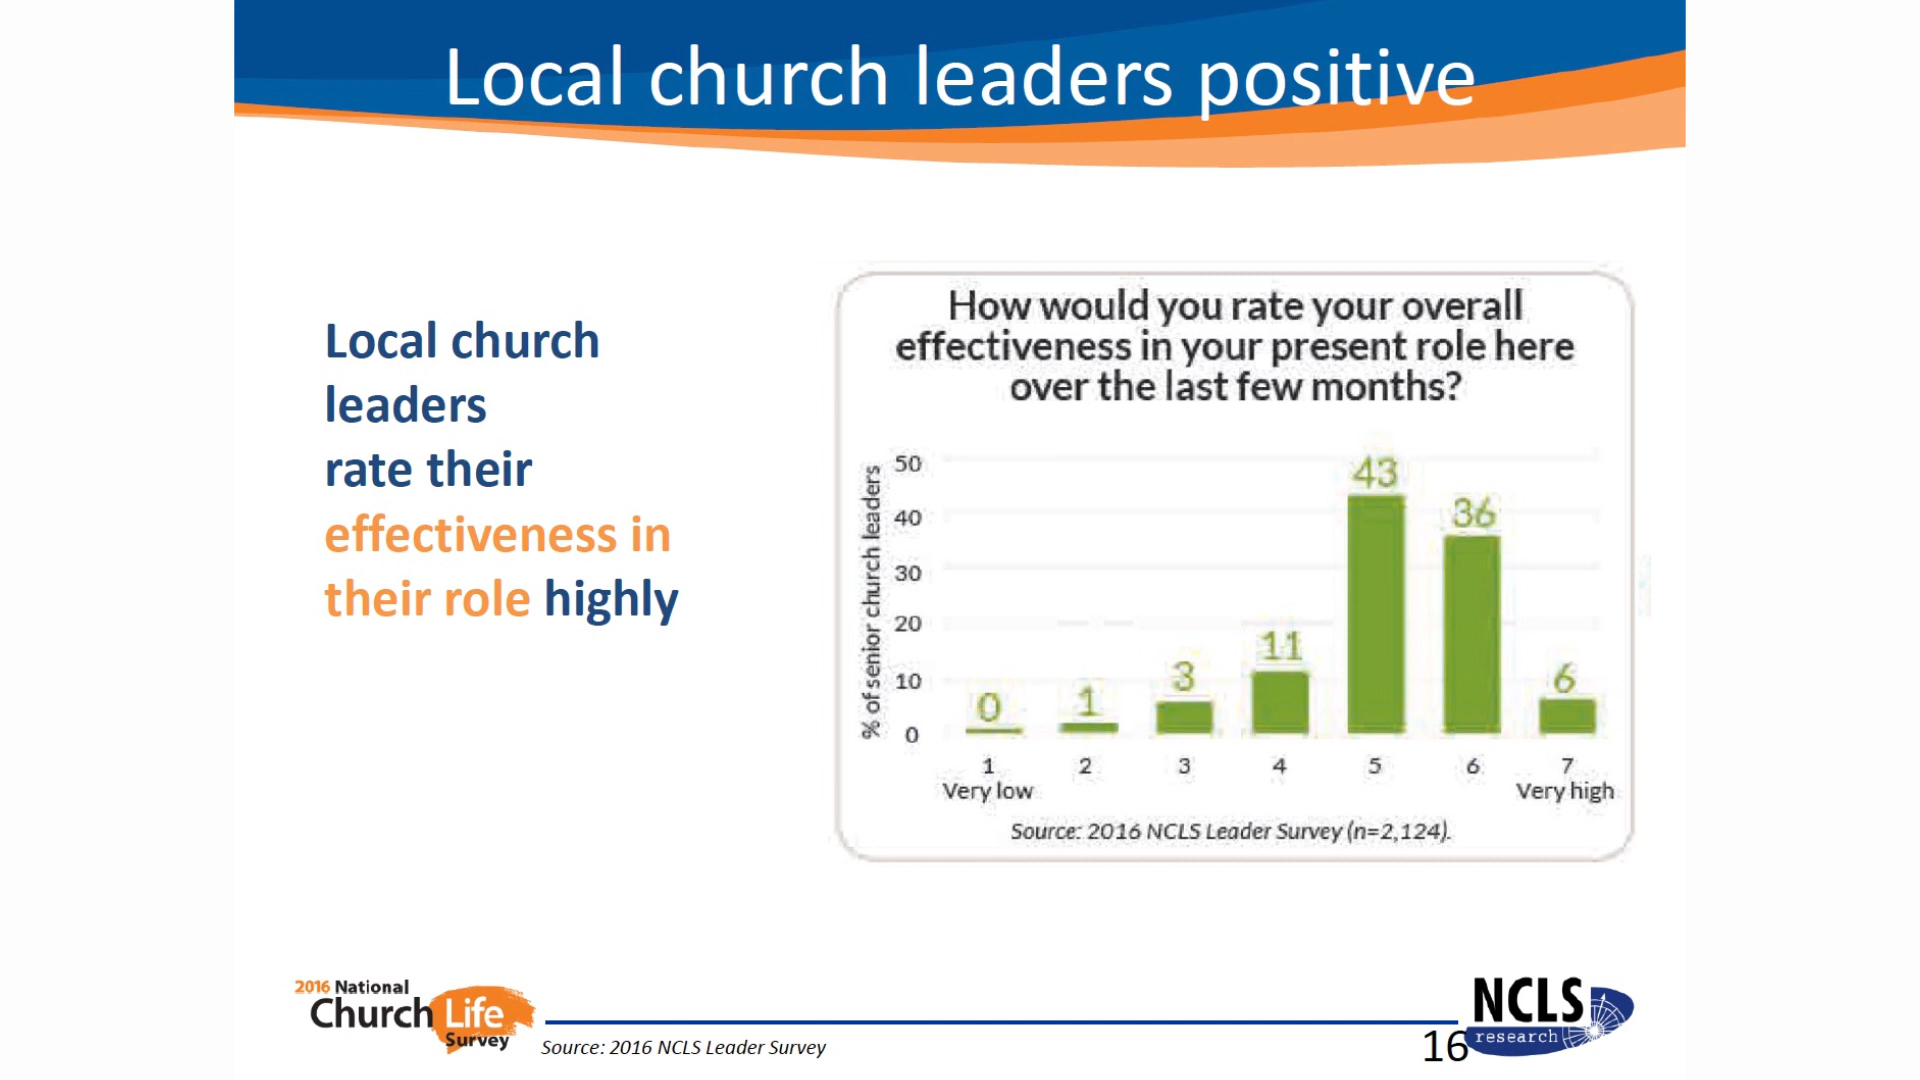 Local church leaders positive
Local church
leaders
rate their
effectiveness in
their role highly
How would you rate your overall
effectiveness in your present role here
over the last few months?
% of senior church leaders
50
40
30
20
10
0
0
1
3
11
43
36
6
1
2
3
4
5
6
7
Very low
Very high
Source: 2016 NCLS Leader Survey (n=2,124).
2016 National
Church Life
Survey
Source: 2016 NCLS Leader Survey
16
NCLS
research